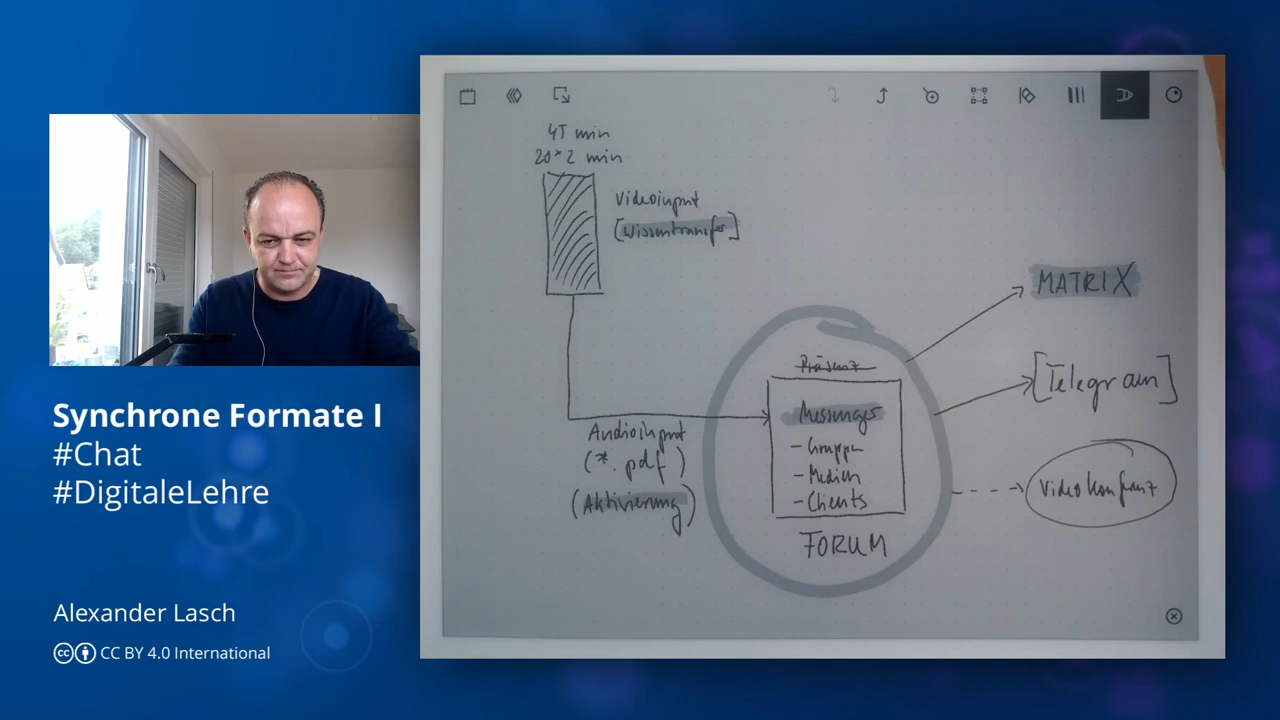 Synchrone Formate I
#Chat
#DigitaleLehre
Alexander Lasch
CC BY 4.0 International
45 min
20*2 min
Videoinput
[Wissentransfer]
Audioinput
(*.pdf)
(Aktivierung)
Präsenz
Messenger
- Gruppen
- Medien
- Clients
FORUM
MATRIX
[Telegram]
Videokonferenz